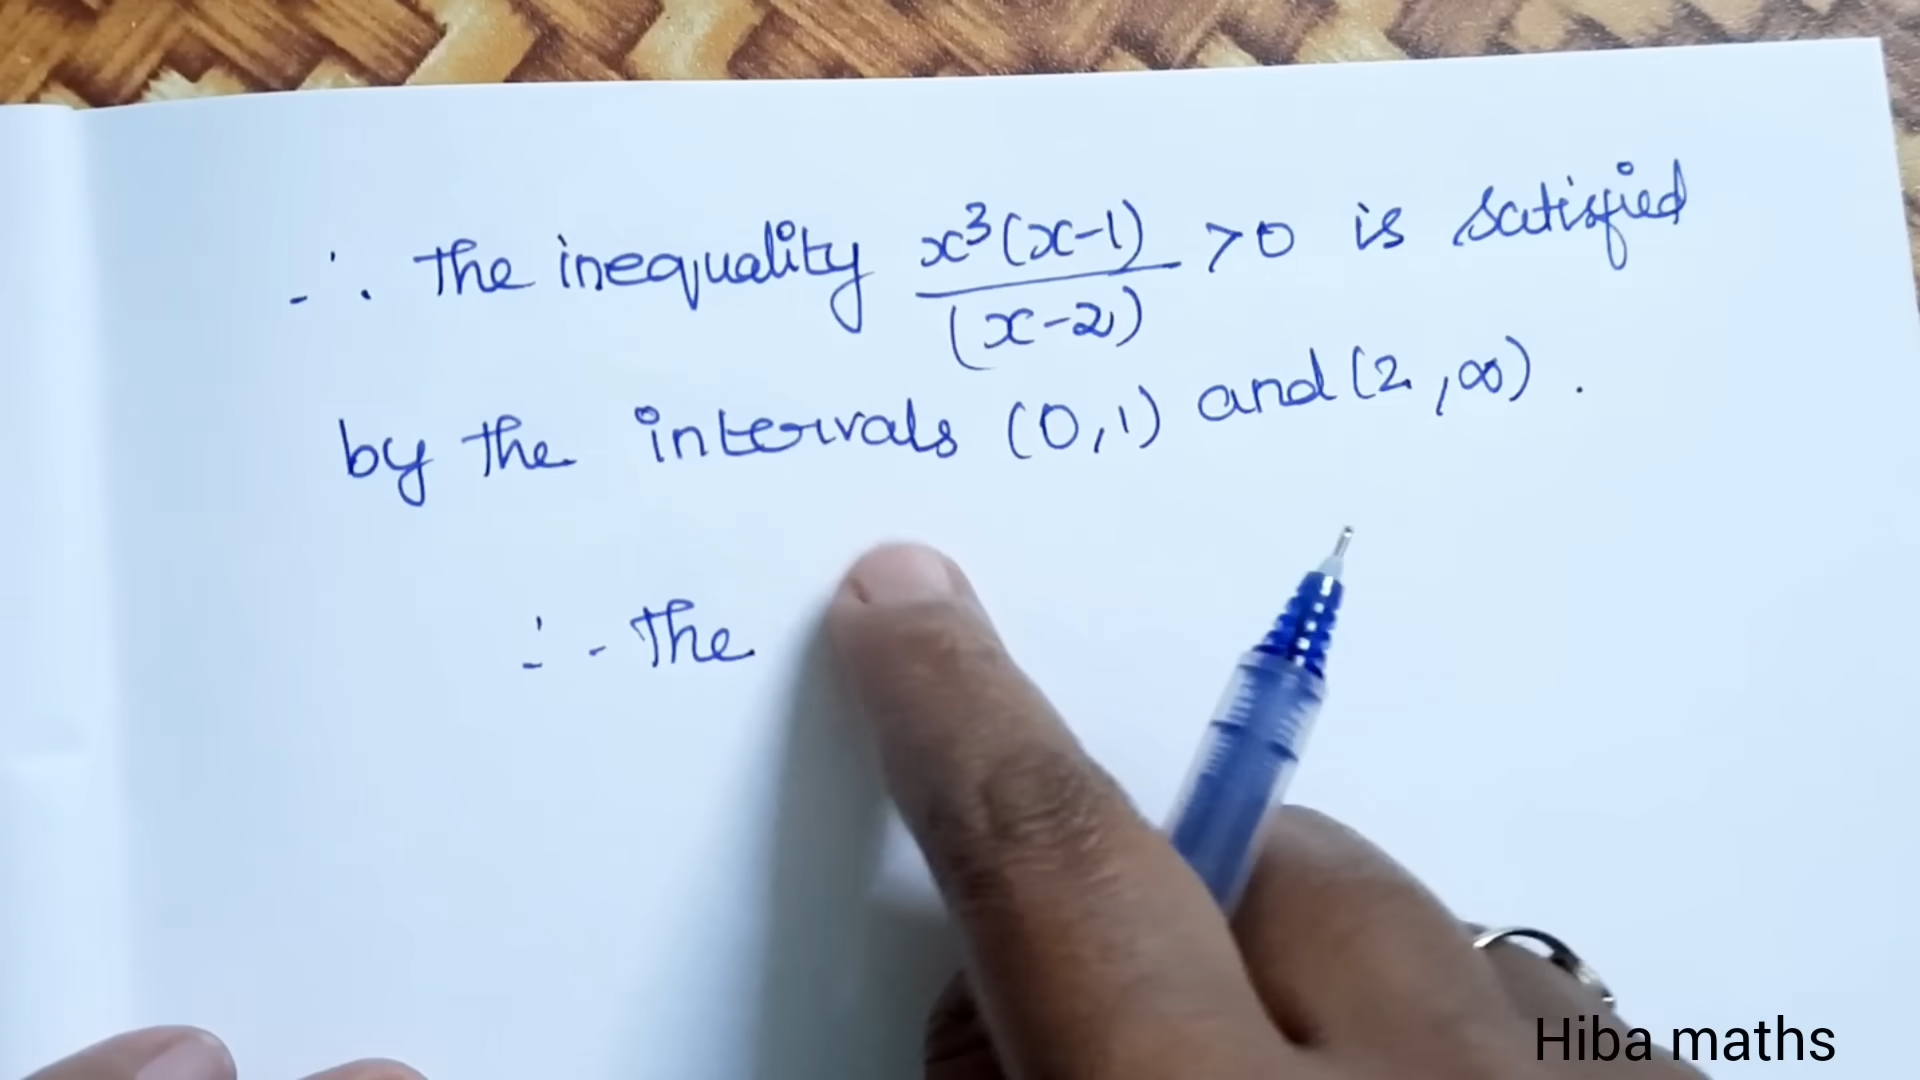 ∴ The inequality x³(x-1)/(x-2) >0 is satisfied
by the intervals (0,1) and (2,∞).
∴ The
Hiba maths